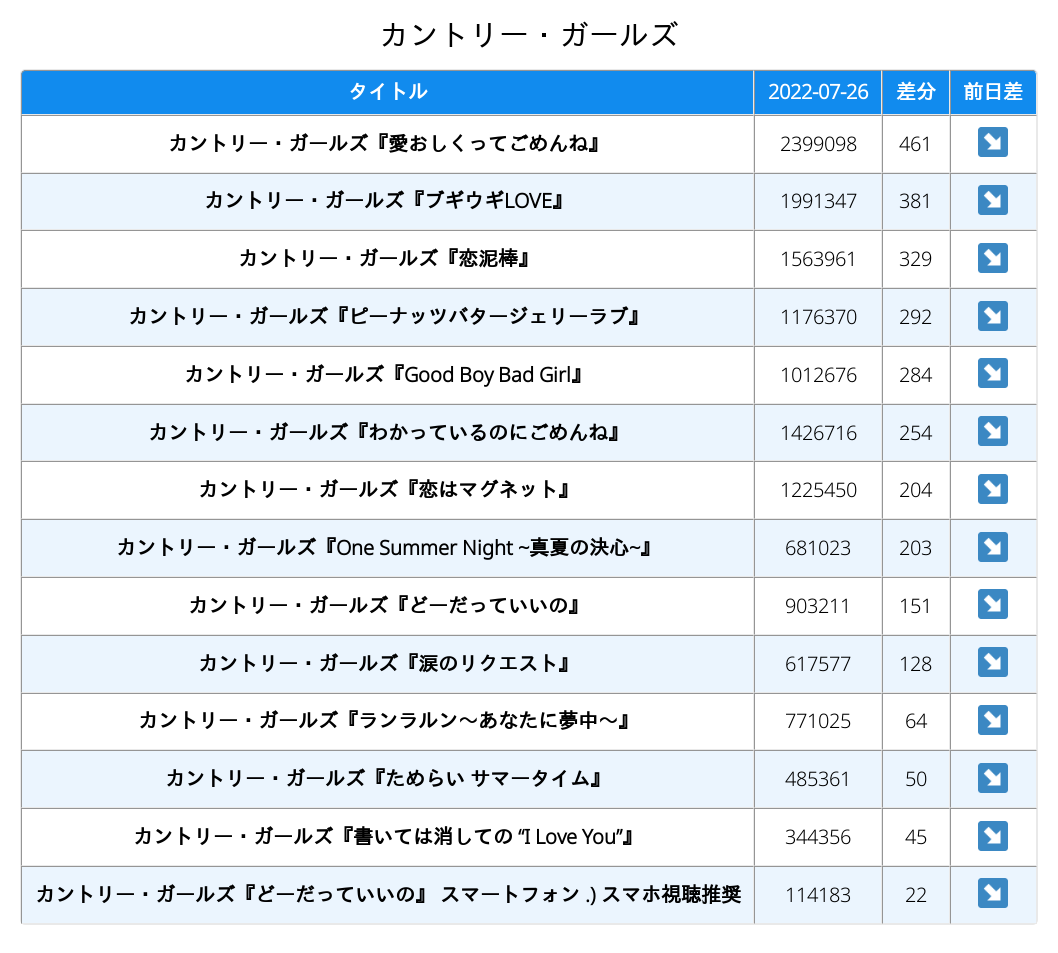 カントリー・ガールズ
タイトル 2022-07-26 差分 前日差
カントリー・ガールズ『愛おしくってごめんね』 2399098 461
カントリー・ガールズ『ブギウギLOVE』 1991347 381
カントリー・ガールズ『恋泥棒』 1563961 329
カントリー・ガールズ『ピーナッツバタージェリーラブ』 1176370 292
カントリー・ガールズ『Good Boy Bad Girl』 1012676 284
カントリー・ガールズ『わかっているのにごめんね』 1426716 254
カントリー・ガールズ『恋はマグネット』 1225450 204
カントリー・ガールズ『One Summer Night ~真夏の決心~』 681023 203
カントリー・ガールズ『どーだっていいの』 903211 151
カントリー・ガールズ『涙のリクエスト』 617577 128
カントリー・ガールズ『ランラルン～あなたに夢中～』 771025 64
カントリー・ガールズ『ためらい サマータイム』 485361 50
カントリー・ガールズ『書いては消しての “I Love You”』 344356 45
カントリー・ガールズ『どーだっていいの』 スマートフォン .) スマホ視聴推奨 114183 22